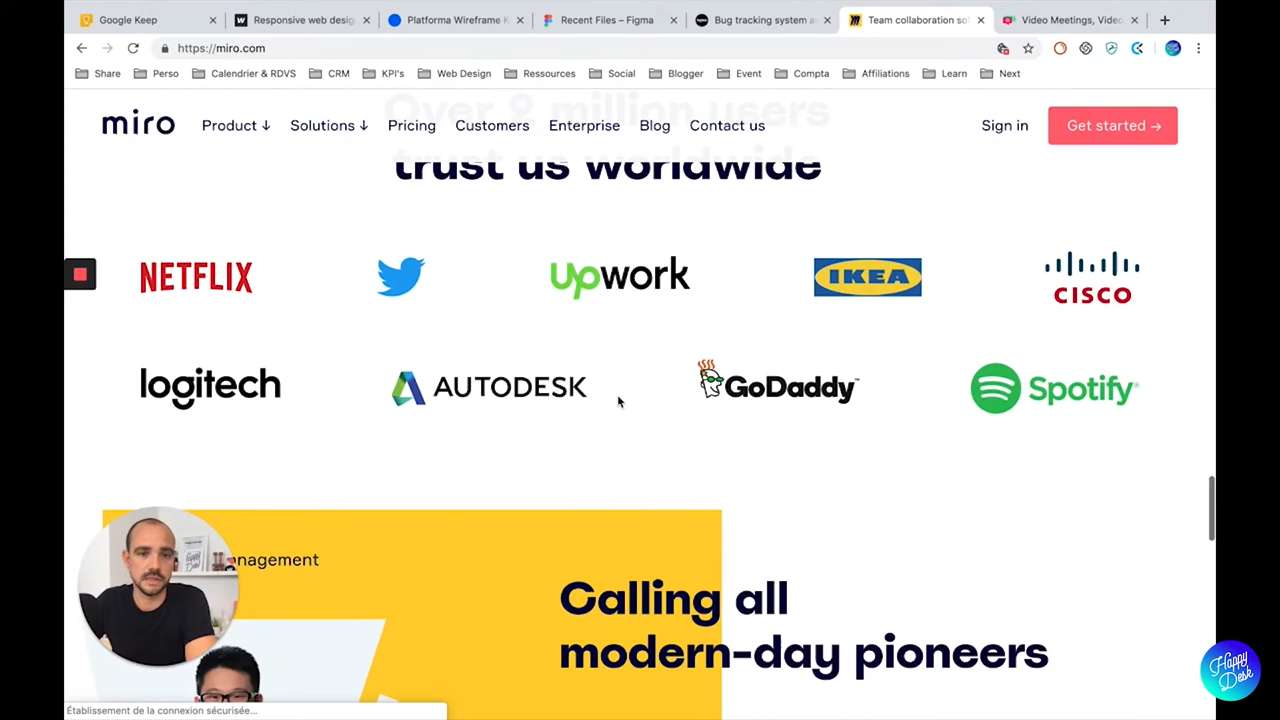 Google Keep
Responsive web desig
Platforma Wireframe K
Recent Files – Figma
Bug tracking system a
Team collaboration so
Video Meetings, Video
https://miro.com
Share
Perso
Calendrier & RDVS
CRM
KPI's
Web Design
Ressources
Social
Blogger
Event
Compta
Affiliations
Learn
Next
Over 2 million users
miro
Product
Solutions
Pricing
Customers
Enterprise
Blog
Contact us
Sign in
Get started →
trust us worldwide
NETFLIX
upwork
IKEA
CISCO
logitech
AUTODESK
GoDaddy™
Spotify®
nagement
Calling all
modern-day pioneers
Happy
Desk
Établissement de la connexion sécurisée...